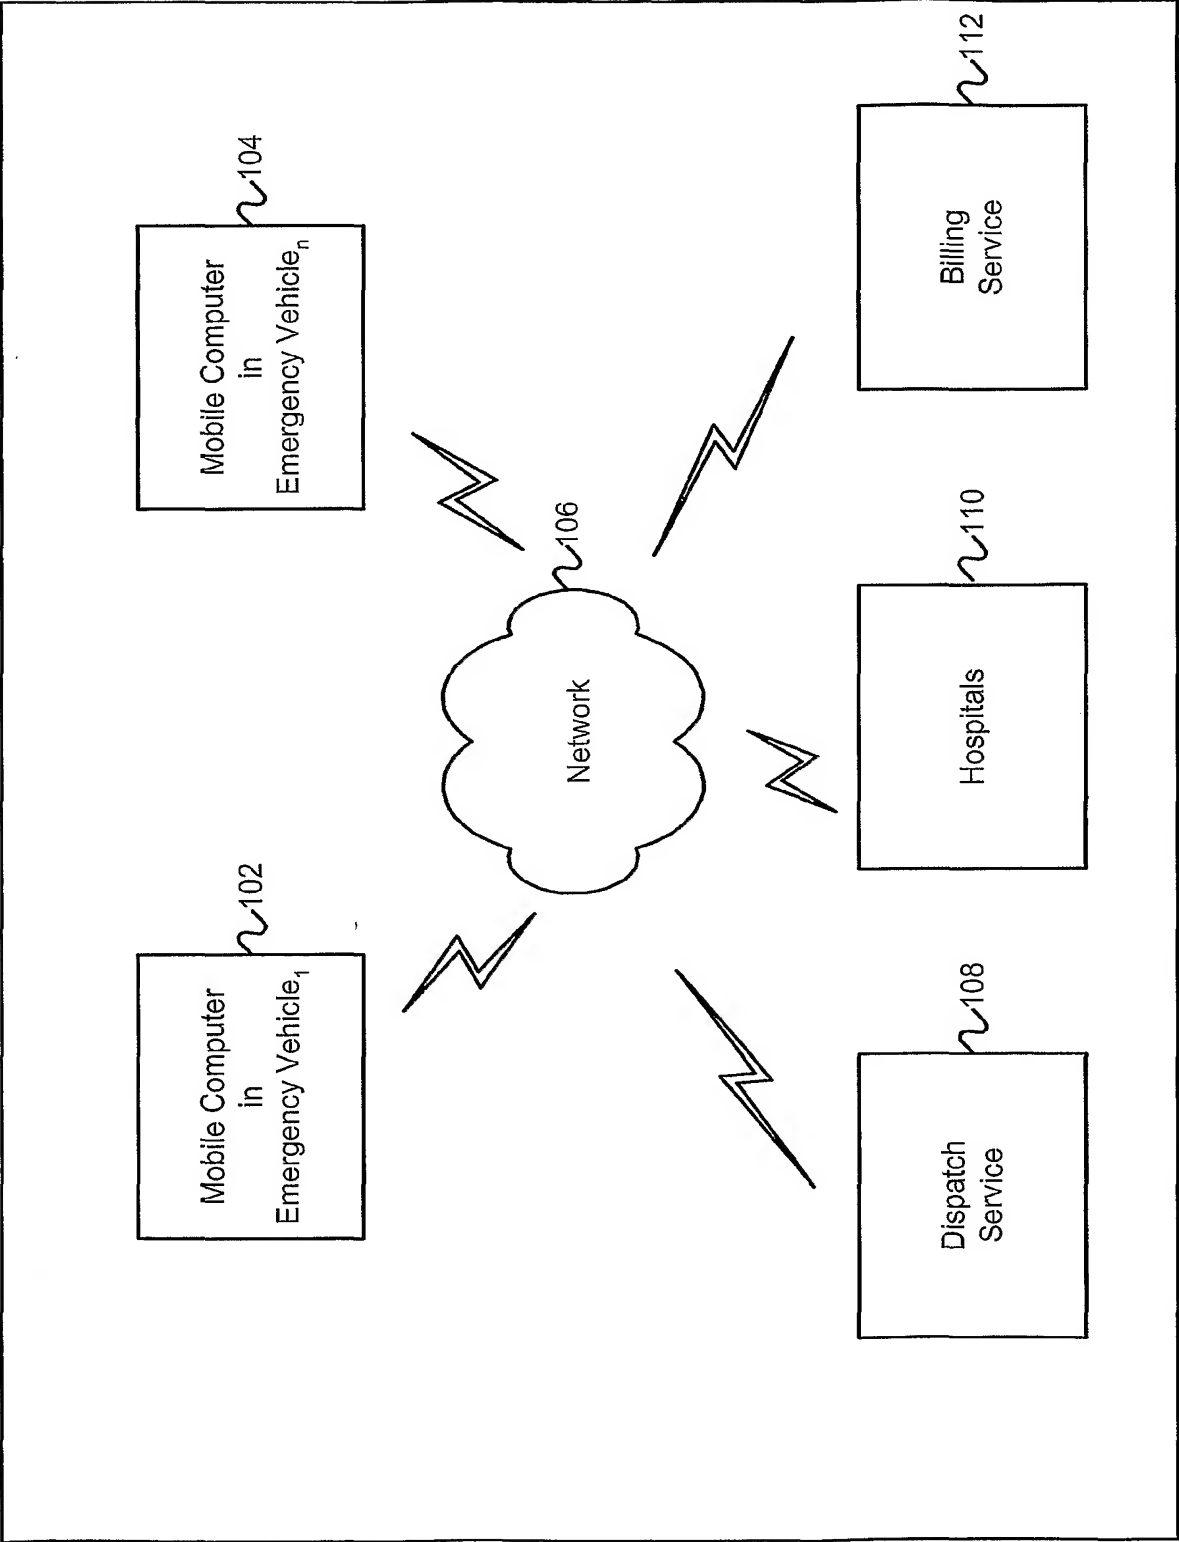 Mobile Computer
in
Emergency Vehicle₁
102
Mobile Computer
in
Emergency Vehicleₙ
104
Network
106
Dispatch
Service
108
Hospitals
110
Billing
Service
112